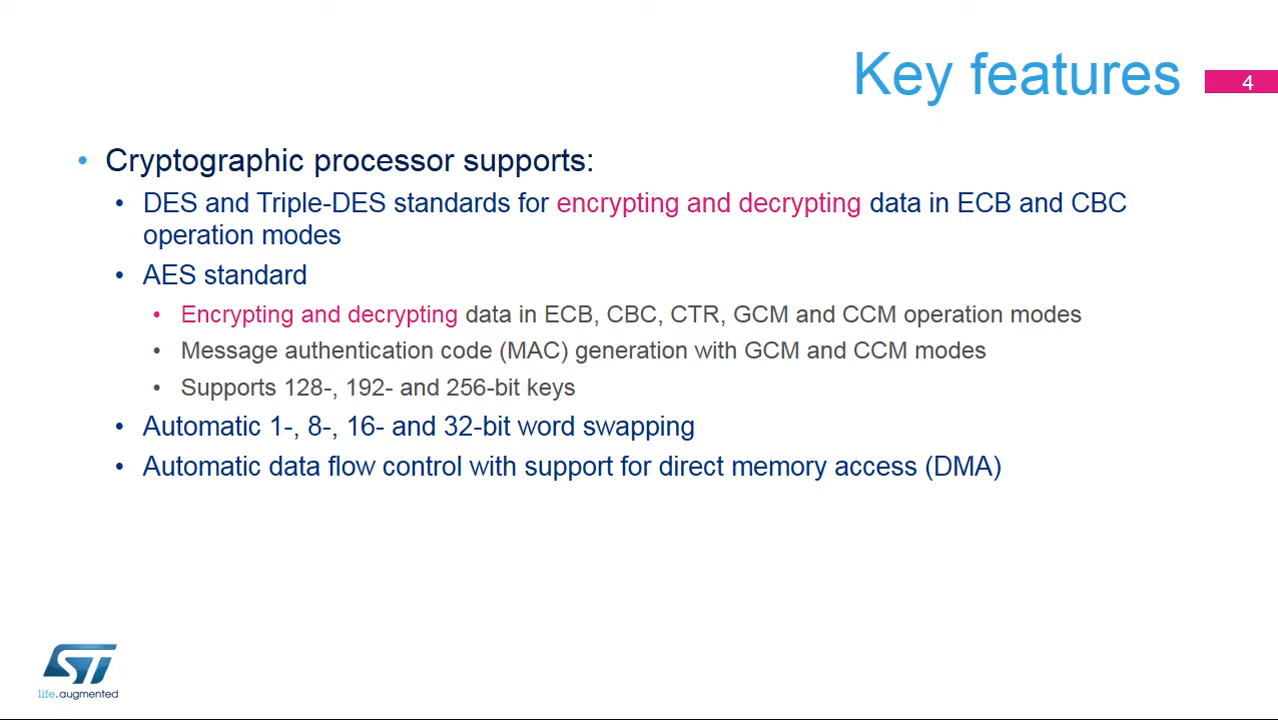 Key features
4
• Cryptographic processor supports:
• DES and Triple-DES standards for encrypting and decrypting data in ECB and CBC
operation modes
• AES standard
• Encrypting and decrypting data in ECB, CBC, CTR, GCM and CCM operation modes
• Message authentication code (MAC) generation with GCM and CCM modes
• Supports 128-, 192- and 256-bit keys
• Automatic 1-, 8-, 16- and 32-bit word swapping
• Automatic data flow control with support for direct memory access (DMA)
ST
life.augmented